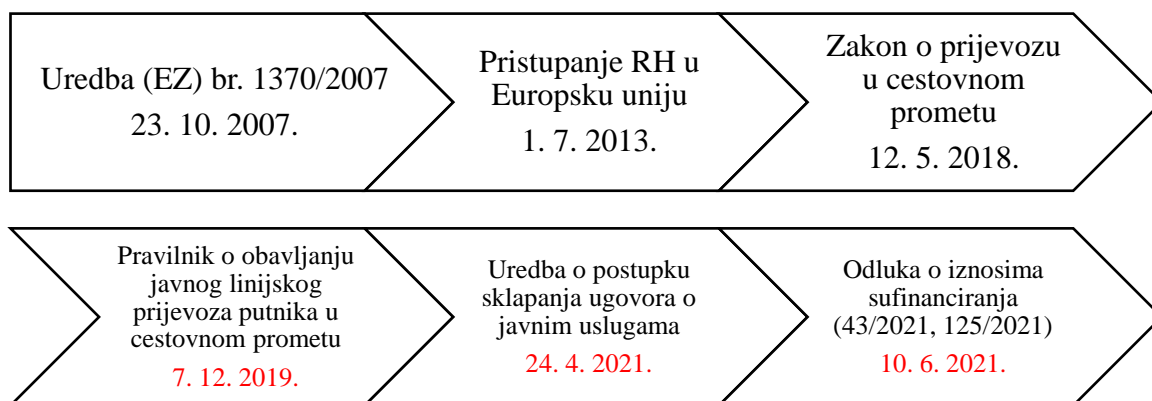 Uredba (EZ) br. 1370/2007
23. 10. 2007.
Pristupanje RH u
Europsku uniju
1. 7. 2013.
Zakon o prijevozu
u cestovnom
prometu
12. 5. 2018.
Pravilnik o obavljanju
javnog linijskog
prijevoza putnika u
cestovnom prometu
7. 12. 2019.
Uredba o postupku
sklapanja ugovora o
javnim uslugama
24. 4. 2021.
Odluka o iznosima
sufinanciranja
(43/2021, 125/2021)
10. 6. 2021.